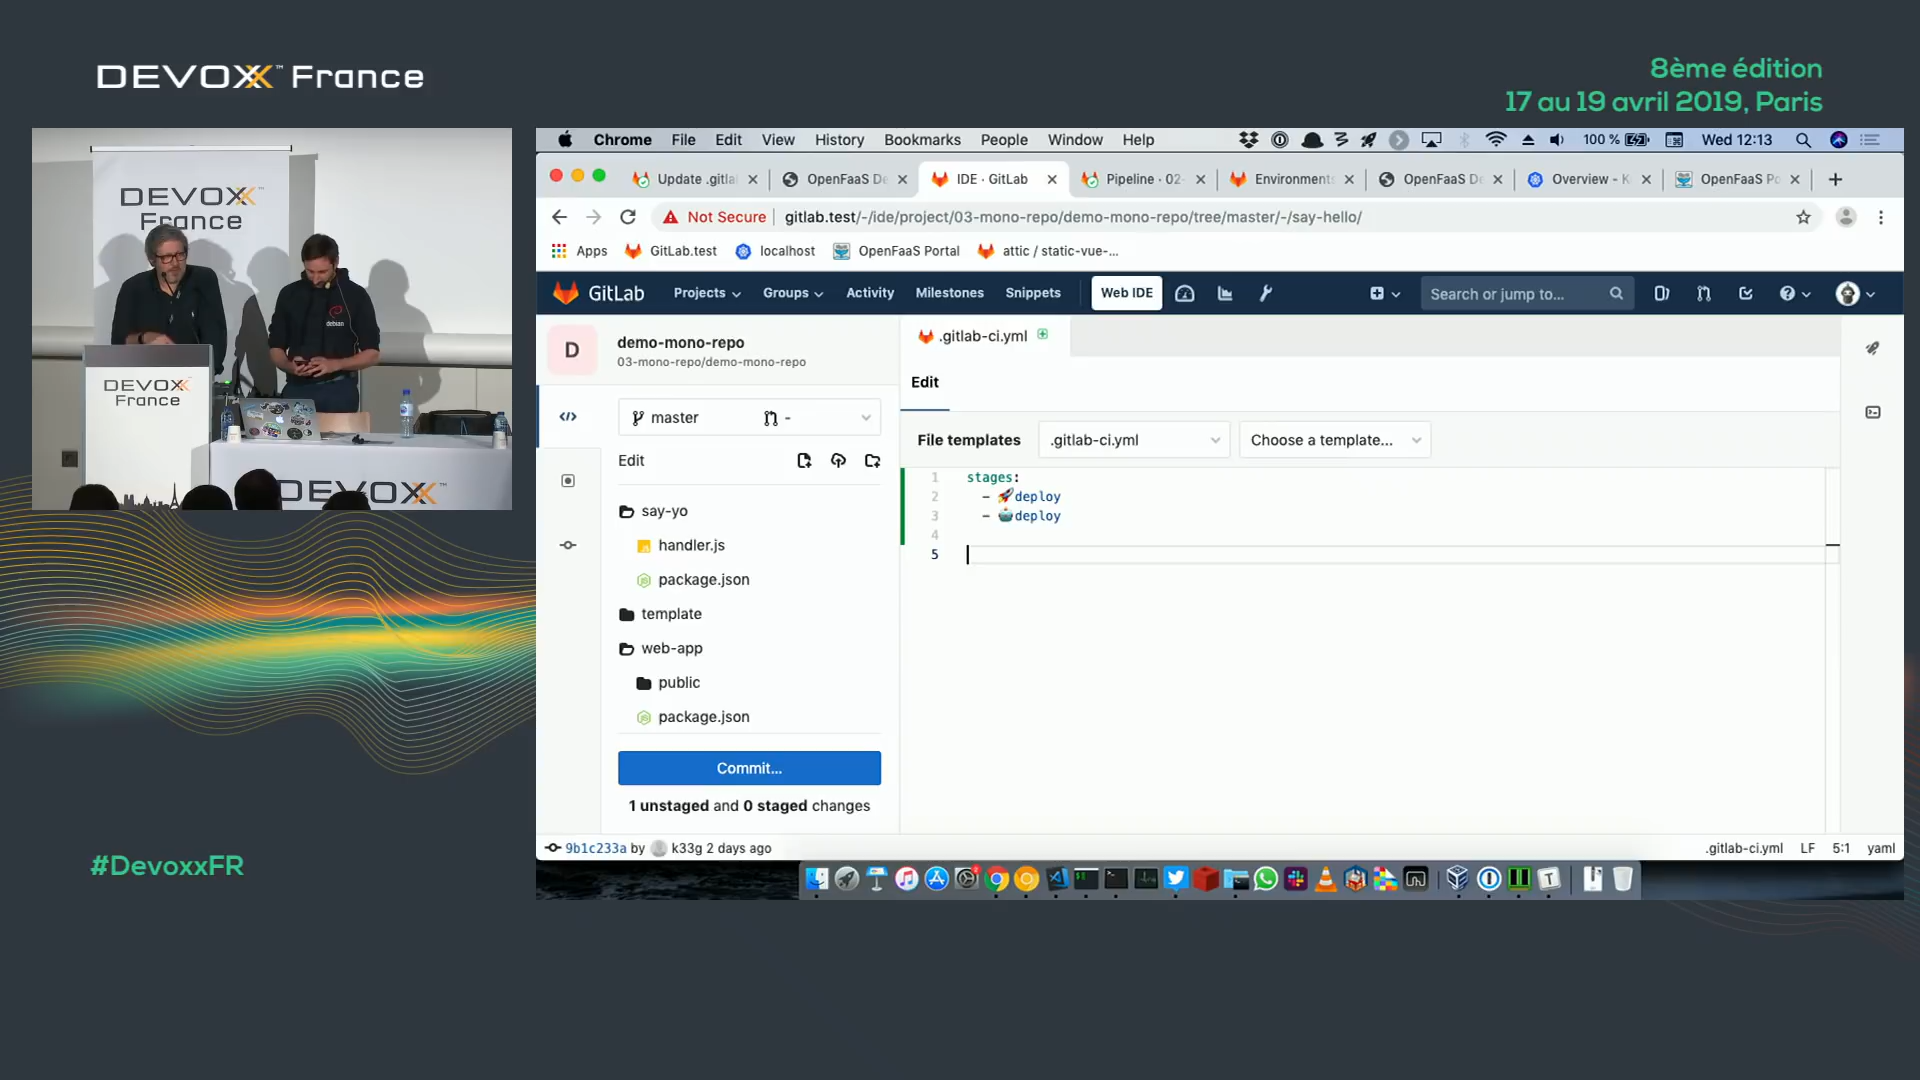 DEVOXX™ France
8ème édition
17 au 19 avril 2019, Paris
DEVOXX™
France
debian
DEVOXX
France
DEVOXX™
#DevoxxFR
Chrome File Edit View History Bookmarks People Window Help 100 % Wed 12:13
Update .gitla OpenFaaS De IDE · GitLab Pipeline · 02- Environments OpenFaaS De Overview - K OpenFaaS Po
Not Secure gitlab.test/-/ide/project/03-mono-repo/demo-mono-repo/tree/master/-/say-hello/
Apps GitLab.test localhost OpenFaaS Portal attic / static-vue-...
GitLab Projects Groups Activity Milestones Snippets Web IDE Search or jump to...
D
demo-mono-repo
03-mono-repo/demo-mono-repo
master -
Edit
say-yo
handler.js
package.json
template
web-app
public
package.json
Commit...
1 unstaged and 0 staged changes
.gitlab-ci.yml
Edit
File templates .gitlab-ci.yml Choose a template...
1 stages:
2 - 🚀deploy
3 - 🤖deploy
4
5
9b1c233a by k33g 2 days ago .gitlab-ci.yml LF 5:1 yaml